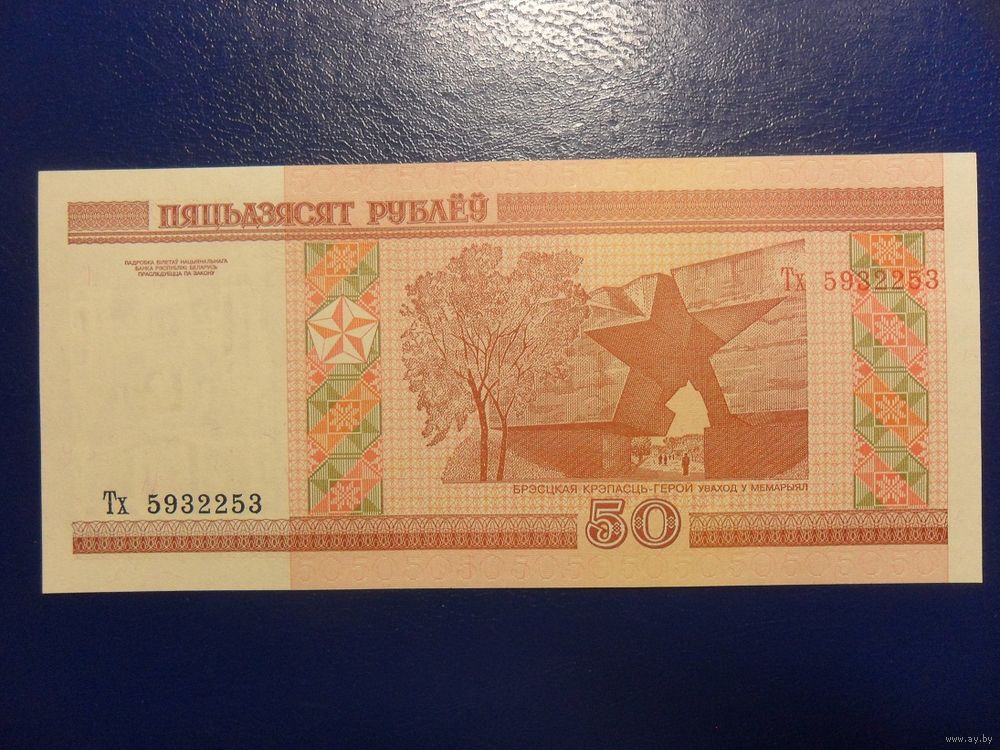 ПЯЦЬДЗЯСЯТ РУБЛЁЎ
ПАДРОБКА БІЛЕТАЎ НАЦЫЯНАЛЬНАГА
БАНКА РЭСПУБЛІКІ БЕЛАРУСЬ
ПРАСЛЕДУЕЦЦА ПА ЗАКОНУ
Тх 5932253
БРЭСЦКАЯ КРЭПАСЦЬ-ГЕРОЙ УВАХОД У МЕМАРЫЯЛ
Тх 5932253
50
www.ay.by